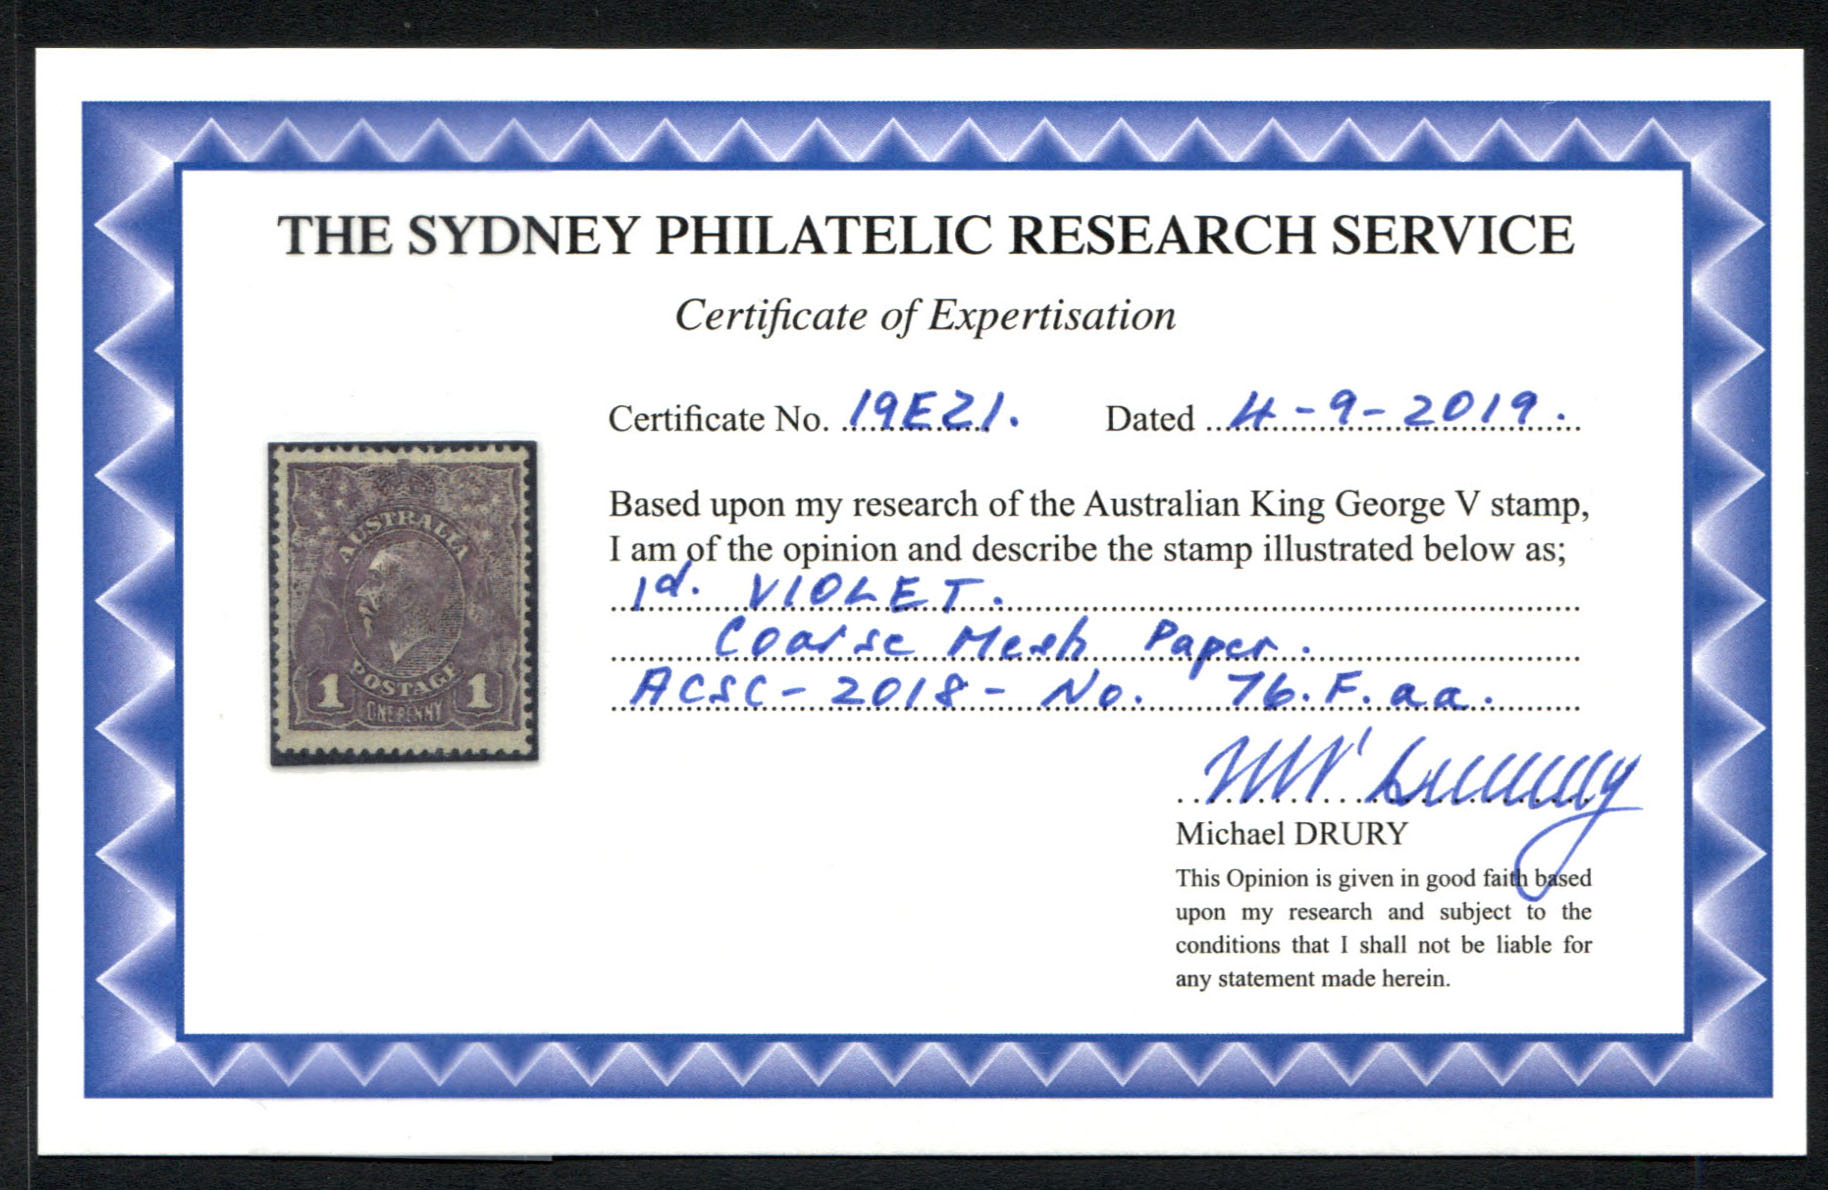 THE SYDNEY PHILATELIC RESEARCH SERVICE
Certificate of Expertisation
Certificate No. 19E21. Dated 4-9-2019.
Based upon my research of the Australian King George V stamp,
I am of the opinion and describe the stamp illustrated below as;
1d. VIOLET.
Coarse Mesh Paper.
ACSC-2018-No. 76.F.aa.
AUSTRALIA
POSTAGE
1 1
ONE PENNY
Michael DRURY
This Opinion is given in good faith based
upon my research and subject to the
conditions that I shall not be liable for
any statement made herein.